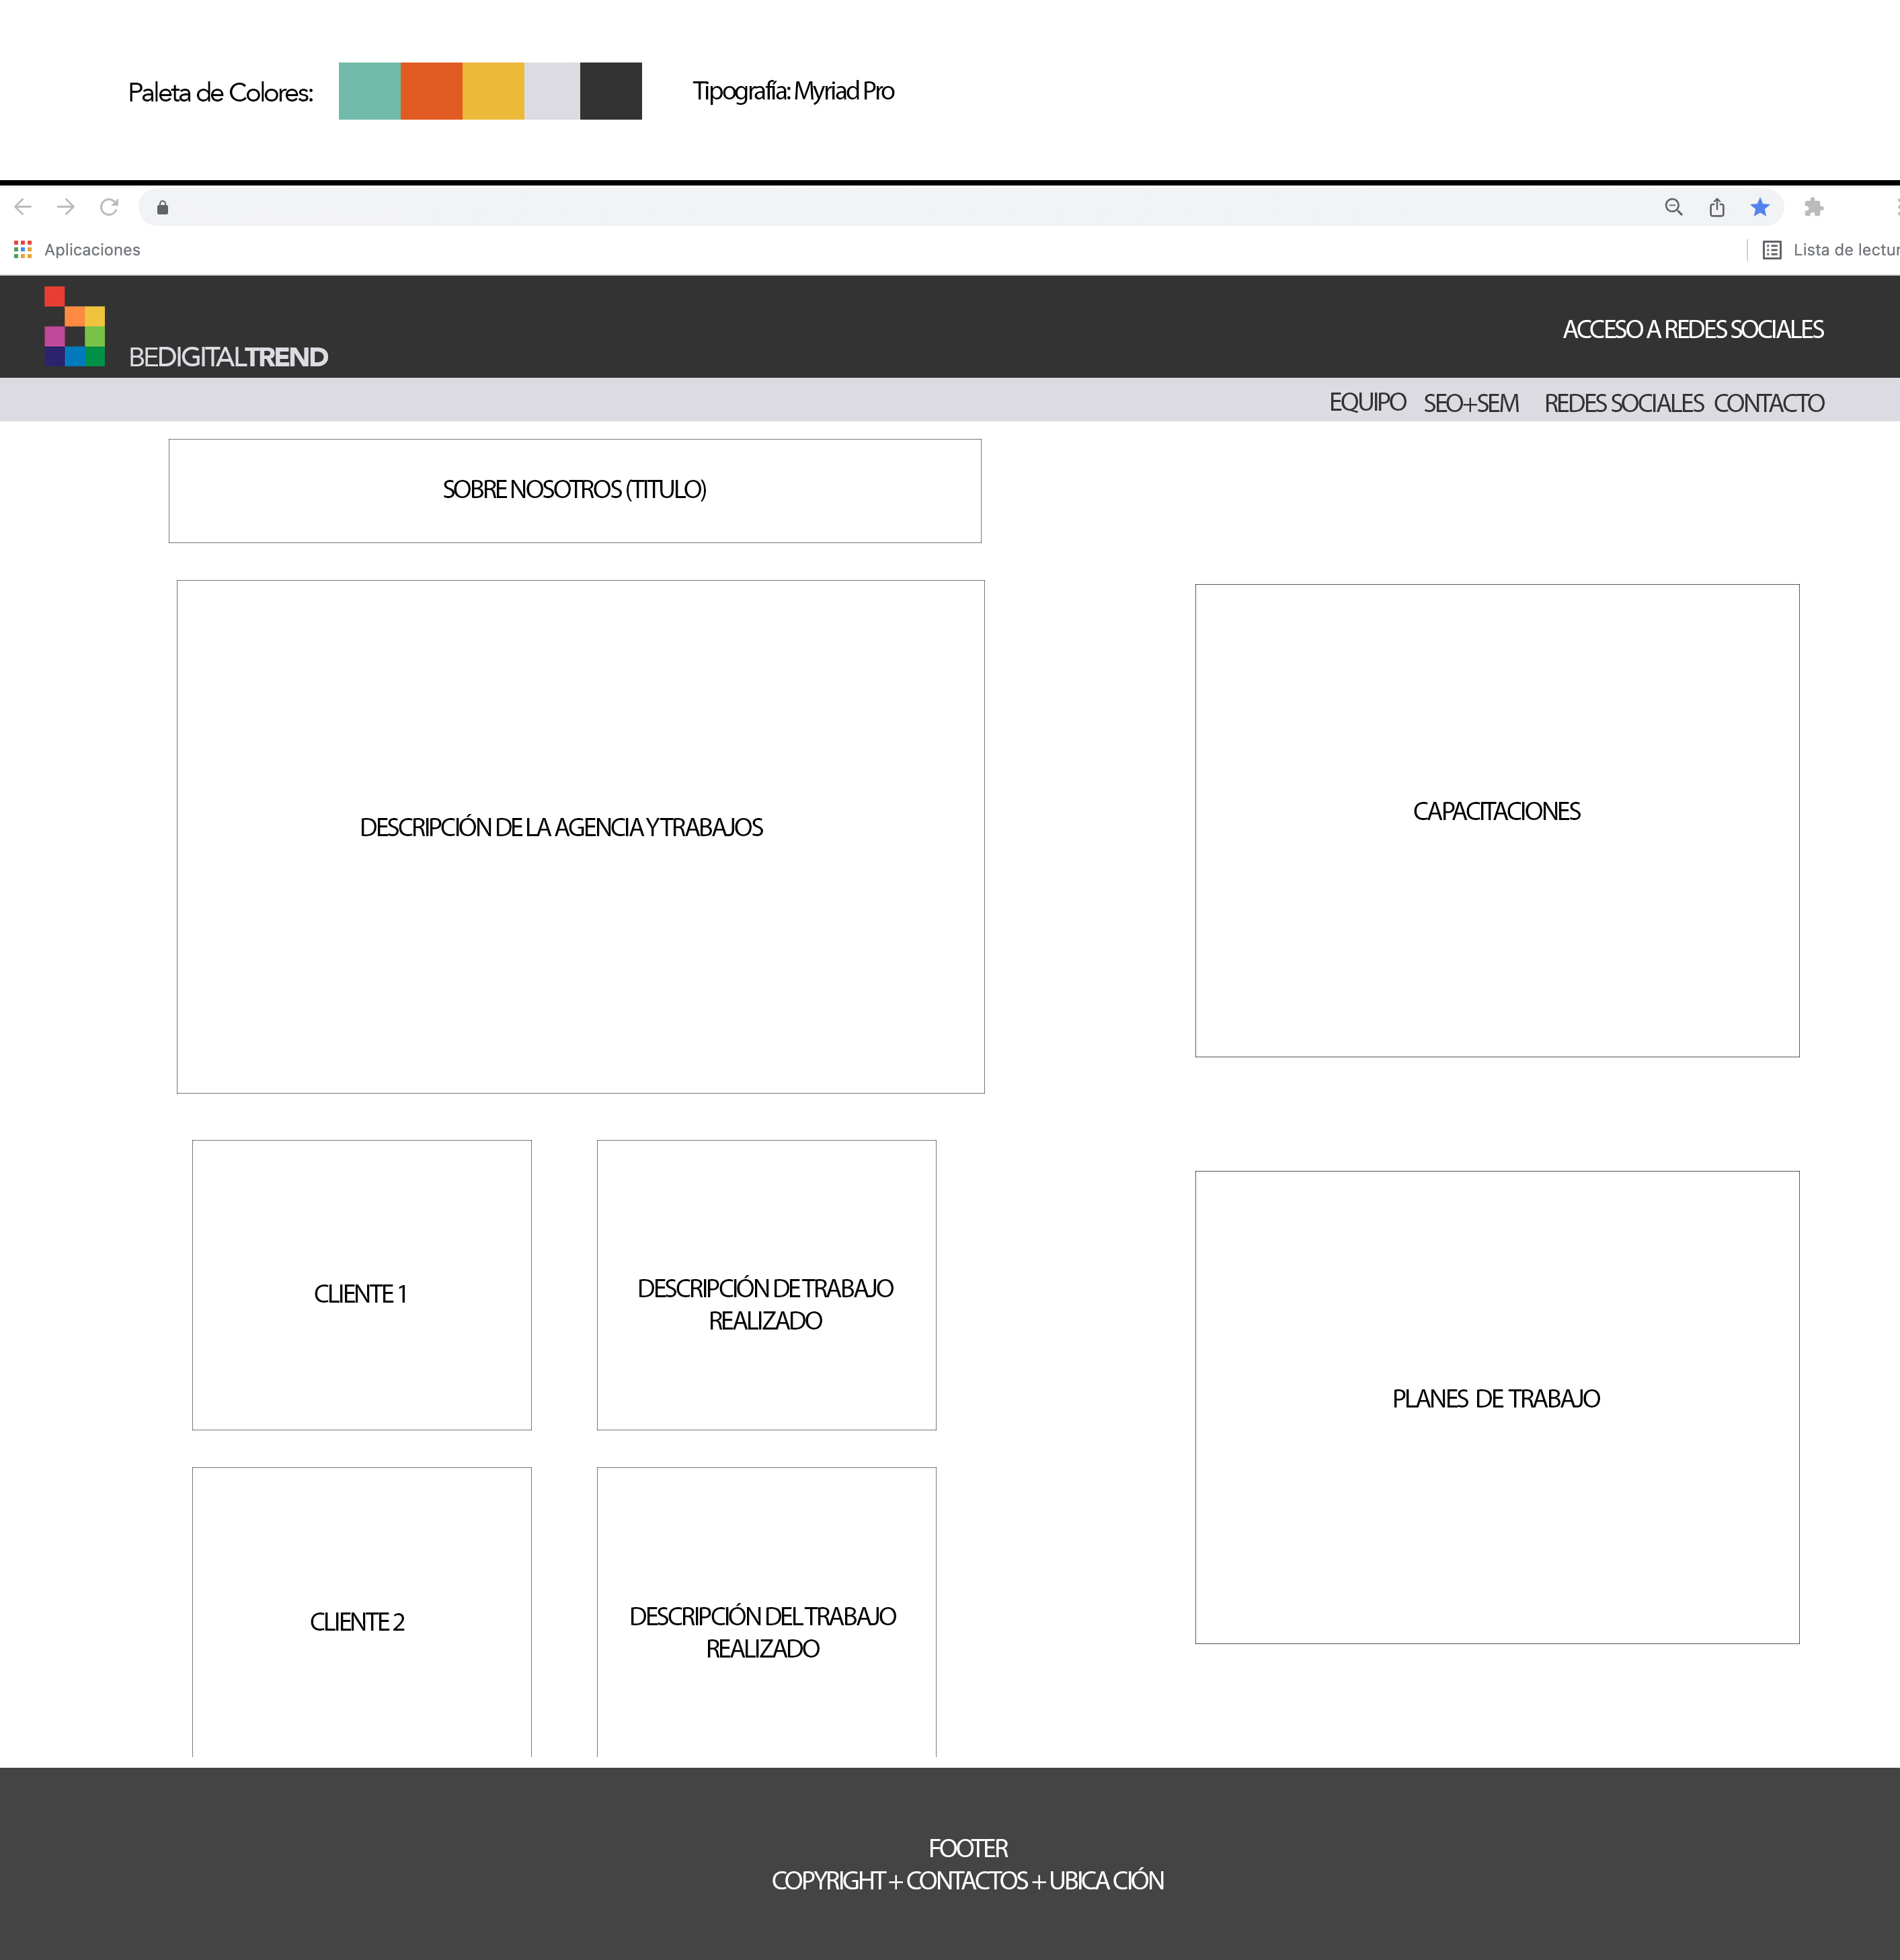 Paleta de Colores:
Tipografía: Myriad Pro
Aplicaciones
Lista de lectur
BEDIGITALTREND
ACCESO A REDES SOCIALES
EQUIPO SEO+SEM REDES SOCIALES CONTACTO
SOBRE NOSOTROS (TITULO)
DESCRIPCIÓN DE LA AGENCIA Y TRABAJOS
CAPACITACIONES
CLIENTE 1
DESCRIPCIÓN DE TRABAJO
REALIZADO
PLANES DE TRABAJO
CLIENTE 2
DESCRIPCIÓN DEL TRABAJO
REALIZADO
FOOTER
COPYRIGHT + CONTACTOS + UBICA CIÓN